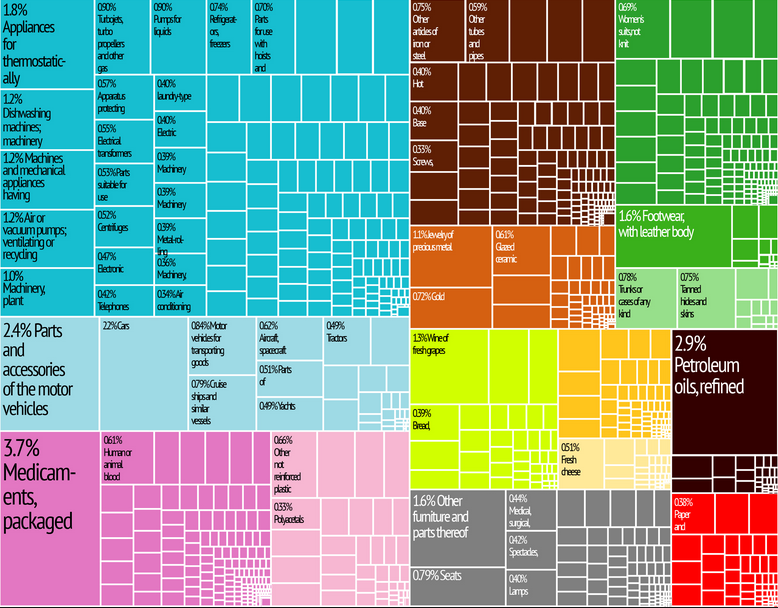 1.8%
Appliances
for
thermostatic-
ally
1.2%
Dishwashing
machines;
machinery
1.2% Machines
and mechanical
appliances
having
1.2% Air or
vacuum pumps;
ventilating or
recycling
1.0%
Machinery,
plant
0.90%
Turbojets,
turbo
propellers
and other
gas
0.90%
Pumps for
liquids
0.74%
Refrigerat-
ors,
freezers
0.70%
Parts
for use
with
hoists
and
0.57%
Apparatus
protecting
0.55%
Electrical
transformers
0.53% Parts
suitable for
use
0.52%
Centrifuges
0.47%
Electronic
0.42%
Telephones
0.40%
laundry-type
0.40%
Electric
0.39%
Machinery
0.39%
Machinery
0.39%
Metal-rol-
ling
0.36%
Machinery,
0.34% Air
conditioning
2.4% Parts
and
accessories
of the motor
vehicles
2.2% Cars
0.84% Motor
vehicles for
transporting
goods
0.79% Cruise
ships and
similar
vessels
0.62%
Aircraft,
spacecraft
0.51% Parts
of
0.49% Yachts
0.49%
Tractors
3.7%
Medicam-
ents,
packaged
0.61%
Human or
animal
blood
0.66%
Other
not
reinforced
plastic
0.33%
Polyacetals
0.75%
Other
articles of
iron or
steel
0.59%
Other
tubes
and
pipes
0.40%
Hot
0.40%
Base
0.33%
Screws,
1.1% Jewelry of
precious metal
0.72% Gold
0.61%
Glazed
ceramic
1.3% Wine of
fresh grapes
0.39%
Bread,
0.51%
Fresh
cheese
1.6% Other
furniture and
parts thereof
0.79% Seats
0.44%
Medical,
surgical,
0.42%
Spectacles,
0.40%
Lamps
0.69%
Women's
suits, not
knit
1.6% Footwear,
with leather body
0.78%
Trunks or
cases of any
kind
0.75%
Tanned
hides and
skins
2.9%
Petroleum
oils, refined
0.38%
Paper
and